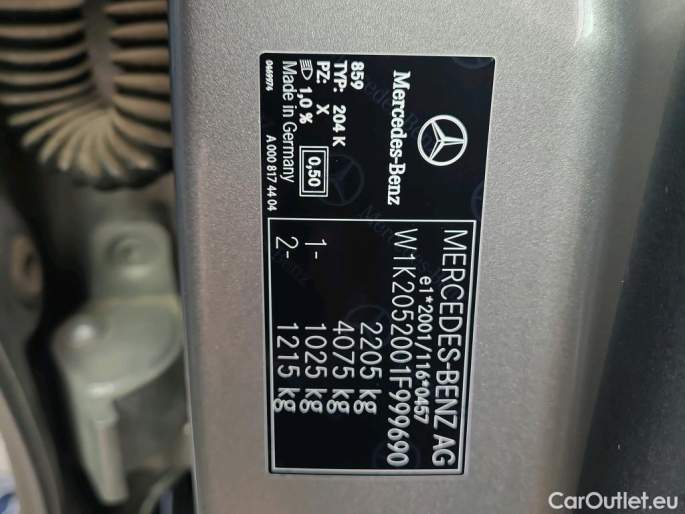 Mercedes-Benz
859
TYP: 204 K
PZ: X
1,0 %
0,50
Made in Germany
0469976
A 000 817 44 04
MERCEDES-BENZ AG
e1*2001/116*0457
W1K2052001F999690
2205 kg
4075 kg
1- 1025 kg
2- 1215 kg
CarOutlet.eu